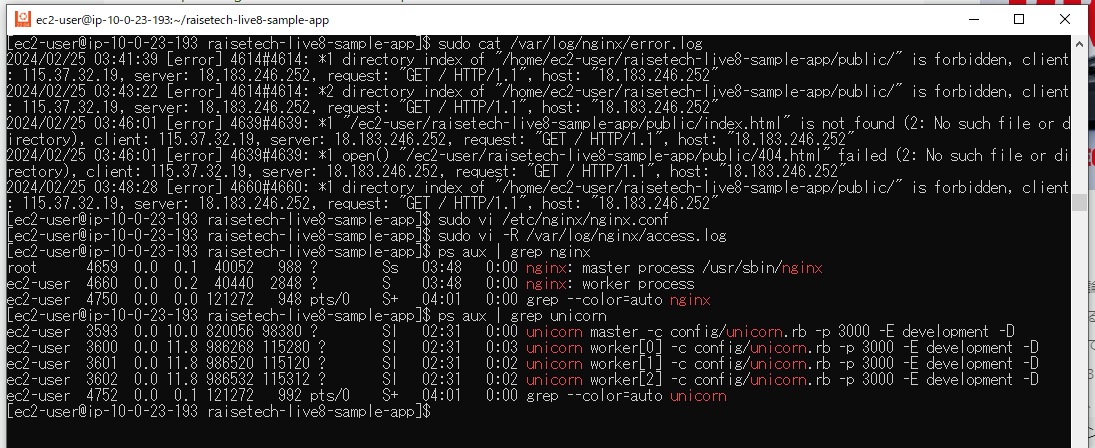 ec2-user@ip-10-0-23-193:~/raisetech-live8-sample-app
[ec2-user@ip-10-0-23-193 raisetech-live8-sample-app]$ sudo cat /var/log/nginx/error.log
2024/02/25 03:41:39 [error] 4614#4614: *1 directory index of "/home/ec2-user/raisetech-live8-sample-app/public/" is forbidden, client
: 115.37.32.19, server: 18.183.246.252, request: "GET / HTTP/1.1", host: "18.183.246.252"
2024/02/25 03:43:22 [error] 4614#4614: *2 directory index of "/home/ec2-user/raisetech-live8-sample-app/public/" is forbidden, client
: 115.37.32.19, server: 18.183.246.252, request: "GET / HTTP/1.1", host: "18.183.246.252"
2024/02/25 03:46:01 [error] 4639#4639: *1 "/ec2-user/raisetech-live8-sample-app/public/index.html" is not found (2: No such file or d
irectory), client: 115.37.32.19, server: 18.183.246.252, request: "GET / HTTP/1.1", host: "18.183.246.252"
2024/02/25 03:46:01 [error] 4639#4639: *1 open() "/ec2-user/raisetech-live8-sample-app/public/404.html" failed (2: No such file or di
rectory), client: 115.37.32.19, server: 18.183.246.252, request: "GET / HTTP/1.1", host: "18.183.246.252"
2024/02/25 03:48:28 [error] 4660#4660: *1 directory index of "/home/ec2-user/raisetech-live8-sample-app/public/" is forbidden, client
: 115.37.32.19, server: 18.183.246.252, request: "GET / HTTP/1.1", host: "18.183.246.252"
[ec2-user@ip-10-0-23-193 raisetech-live8-sample-app]$ sudo vi /etc/nginx/nginx.conf
[ec2-user@ip-10-0-23-193 raisetech-live8-sample-app]$ sudo vi -R /var/log/nginx/access.log
[ec2-user@ip-10-0-23-193 raisetech-live8-sample-app]$ ps aux | grep nginx
root      4659  0.0  0.1  40052   988 ?        Ss   03:48   0:00 nginx: master process /usr/sbin/nginx
ec2-user  4660  0.0  0.2  40440  2848 ?        S    03:48   0:00 nginx: worker process
ec2-user  4750  0.0  0.0 121272   948 pts/0    S+   04:01   0:00 grep --color=auto nginx
[ec2-user@ip-10-0-23-193 raisetech-live8-sample-app]$ ps aux | grep unicorn
ec2-user  3593  0.0 10.0 820056 98380 ?        Sl   02:31   0:00 unicorn master -c config/unicorn.rb -p 3000 -E development -D
ec2-user  3600  0.0 11.8 986268 115280 ?       Sl   02:31   0:03 unicorn worker[0] -c config/unicorn.rb -p 3000 -E development -D
ec2-user  3601  0.0 11.8 986520 115120 ?       Sl   02:31   0:02 unicorn worker[1] -c config/unicorn.rb -p 3000 -E development -D
ec2-user  3602  0.0 11.8 986532 115312 ?       Sl   02:31   0:02 unicorn worker[2] -c config/unicorn.rb -p 3000 -E development -D
ec2-user  4752  0.0  0.1 121272   992 pts/0    S+   04:01   0:00 grep --color=auto unicorn
[ec2-user@ip-10-0-23-193 raisetech-live8-sample-app]$